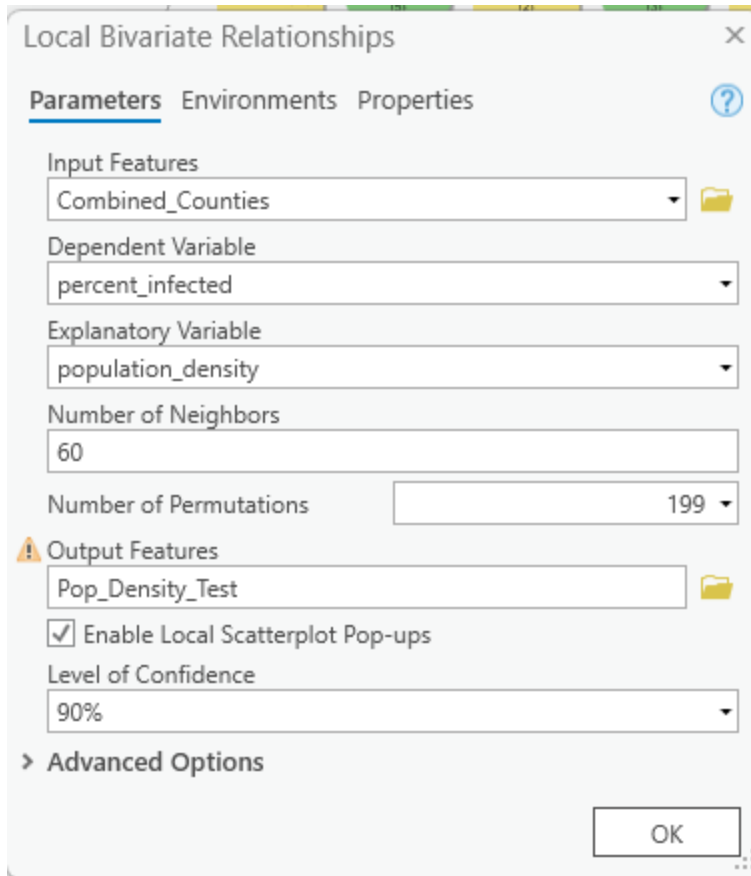 Local Bivariate Relationships
Parameters Environments Properties
Input Features
Combined_Counties
Dependent Variable
percent_infected
Explanatory Variable
population_density
Number of Neighbors
60
Number of Permutations 199
Output Features
Pop_Density_Test
Enable Local Scatterplot Pop-ups
Level of Confidence
90%
Advanced Options
OK